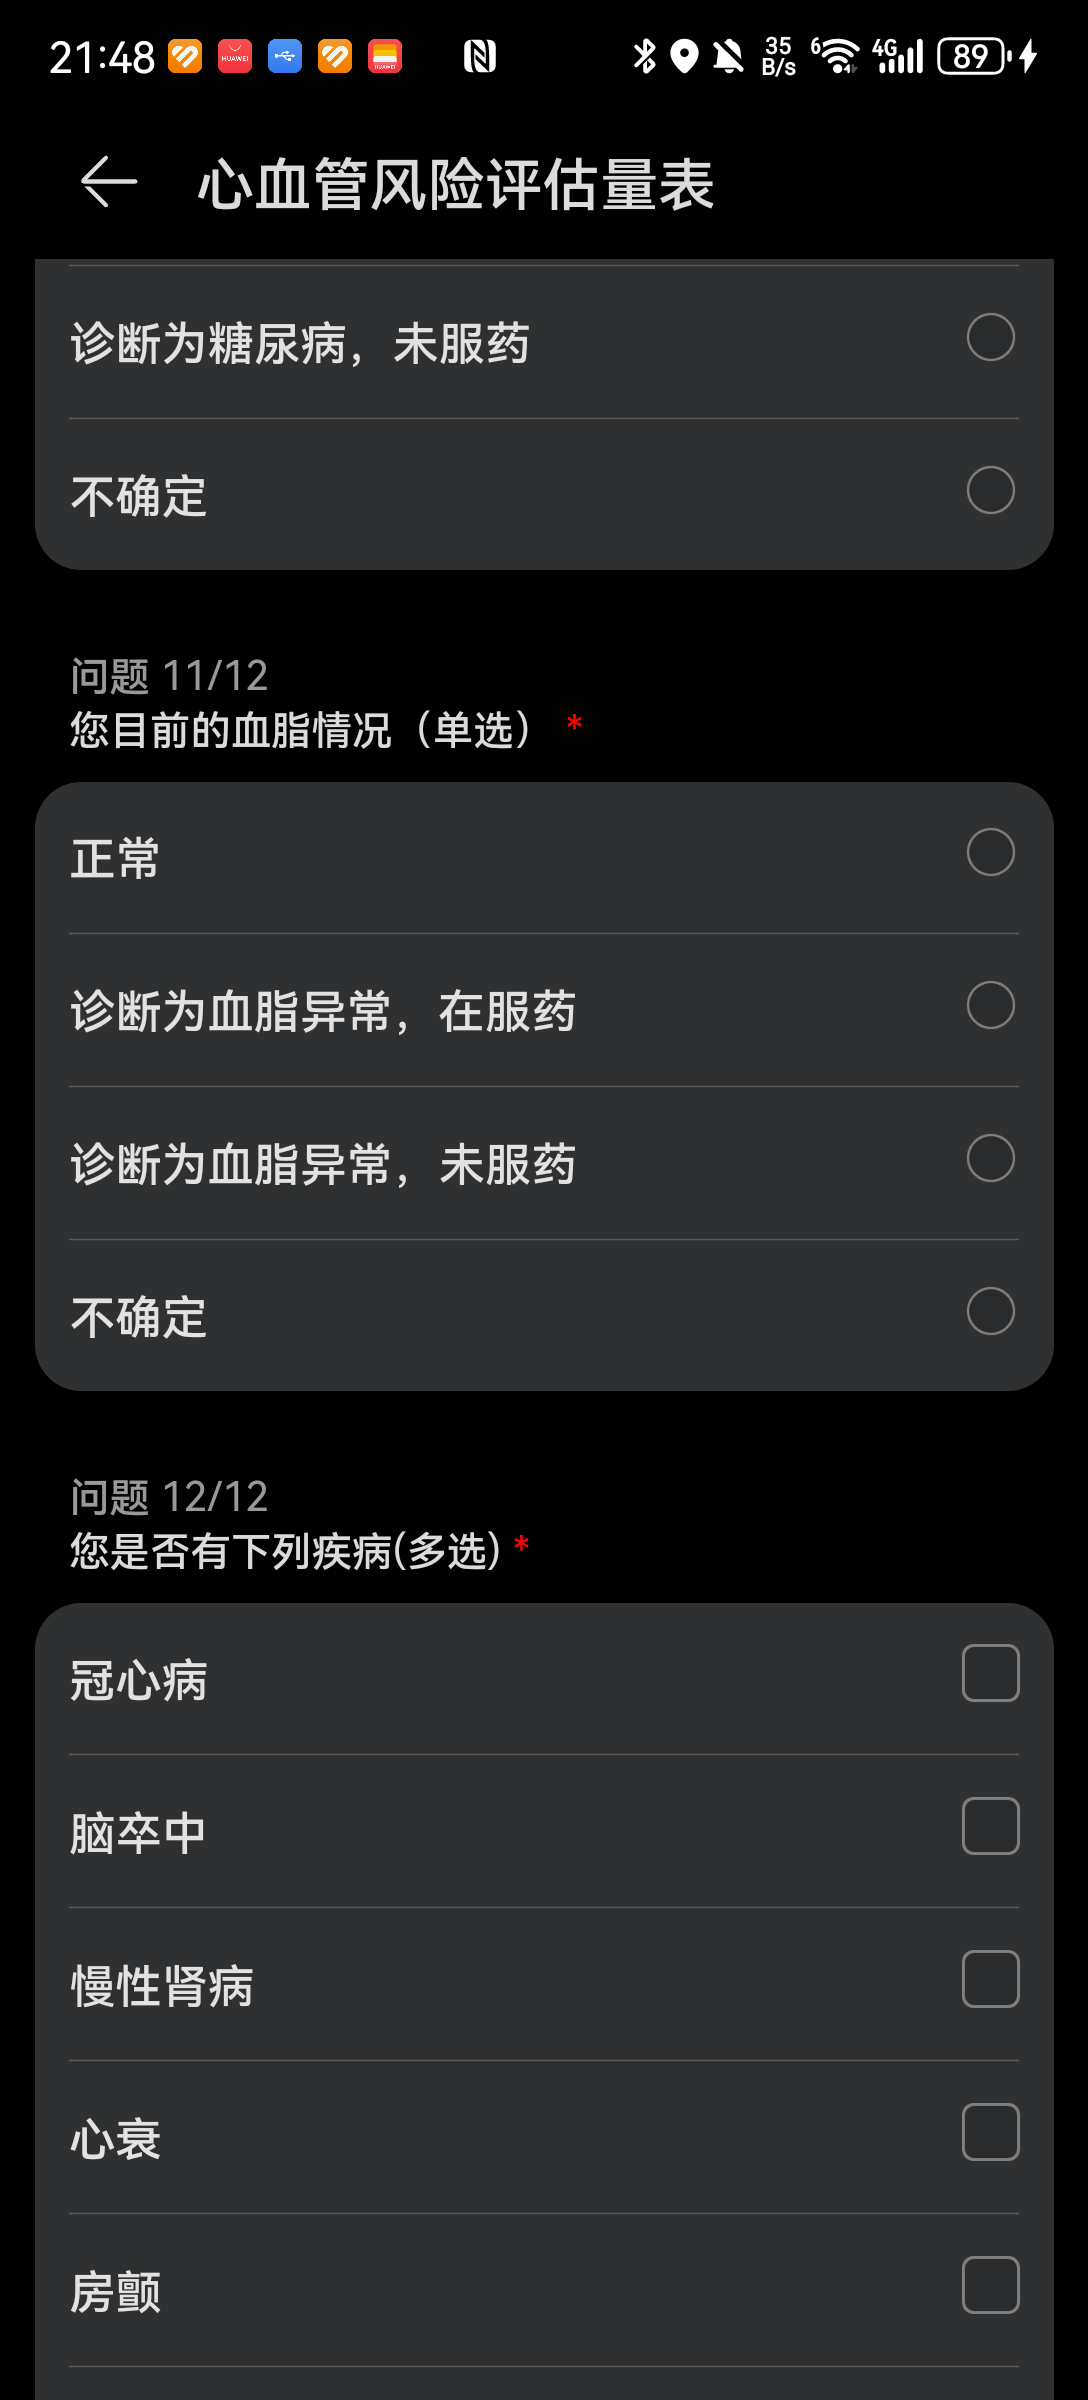 21:48
HUAWEI
HUAWEI
35
B/s
6
4G
89
心血管风险评估量表
诊断为糖尿病，未服药
不确定
问题 11/12
您目前的血脂情况（单选） *
正常
诊断为血脂异常，在服药
诊断为血脂异常，未服药
不确定
问题 12/12
您是否有下列疾病(多选) *
冠心病
脑卒中
慢性肾病
心衰
房颤